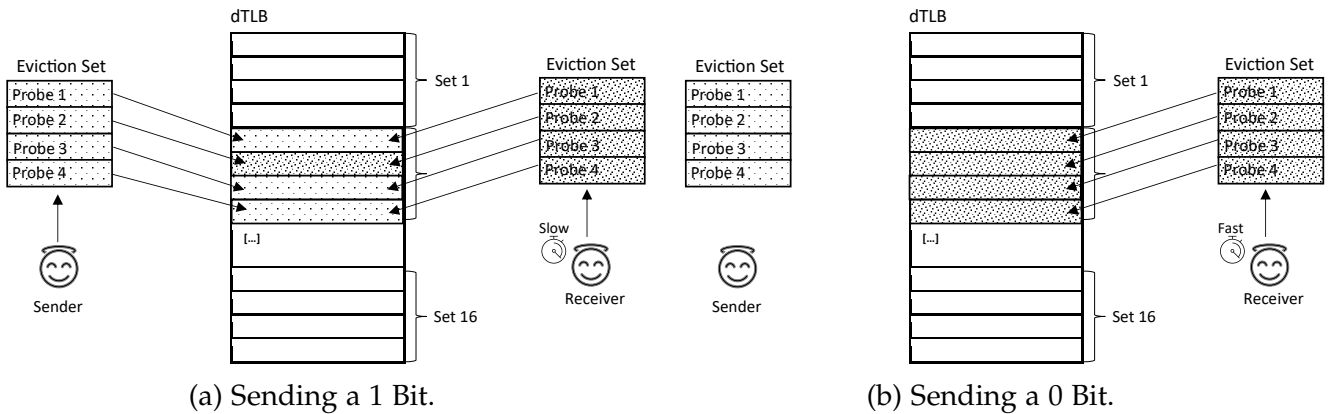 dTLB
Eviction Set
Probe 1
Probe 2
Probe 3
Probe 4
Sender
Set 1
[...]
Set 16
Eviction Set
Probe 1
Probe 2
Probe 3
Probe 4
Slow
Receiver
(a) Sending a 1 Bit.
Eviction Set
Probe 1
Probe 2
Probe 3
Probe 4
Sender
dTLB
Set 1
[...]
Set 16
Eviction Set
Probe 1
Probe 2
Probe 3
Probe 4
Fast
Receiver
(b) Sending a 0 Bit.